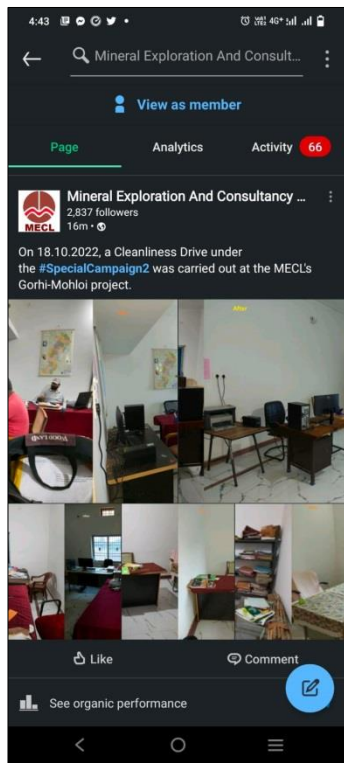 4:43
4G+
Mineral Exploration And Consult...
View as member
Page Analytics Activity 66
MECL
Mineral Exploration And Consultancy ...
2,837 followers
16m •
On 18.10.2022, a Cleanliness Drive under
the #SpecialCampaign2 was carried out at the MECL's
Gorhi-Mohloi project.
After
WOODLAND
Like Comment
See organic performance